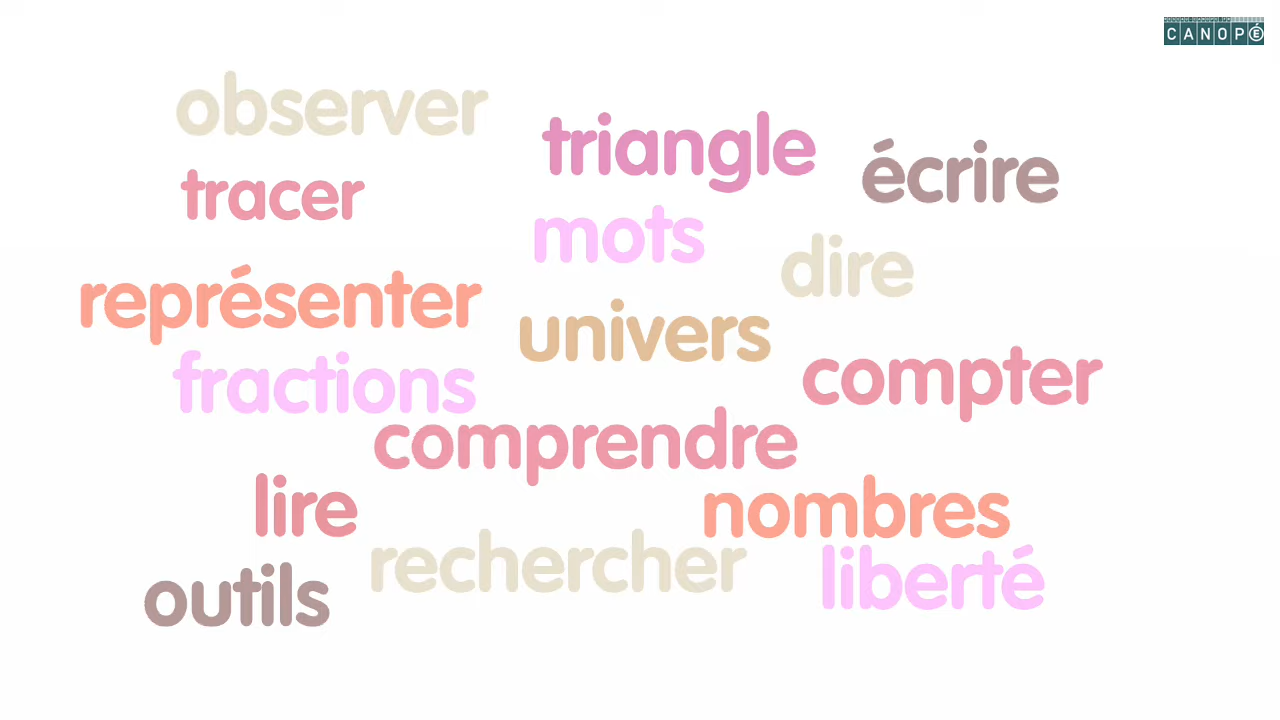 CANOPÉ
observer
triangle
écrire
tracer
mots
dire
représenter
univers
fractions
compter
comprendre
lire
nombres
rechercher
liberté
outils